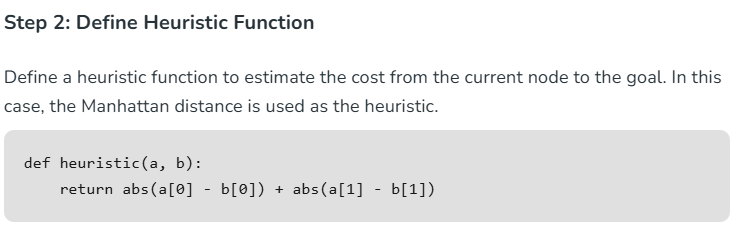 Step 2: Define Heuristic Function
Define a heuristic function to estimate the cost from the current node to the goal. In this
case, the Manhattan distance is used as the heuristic.
def heuristic(a, b):
    return abs(a[0] - b[0]) + abs(a[1] - b[1])